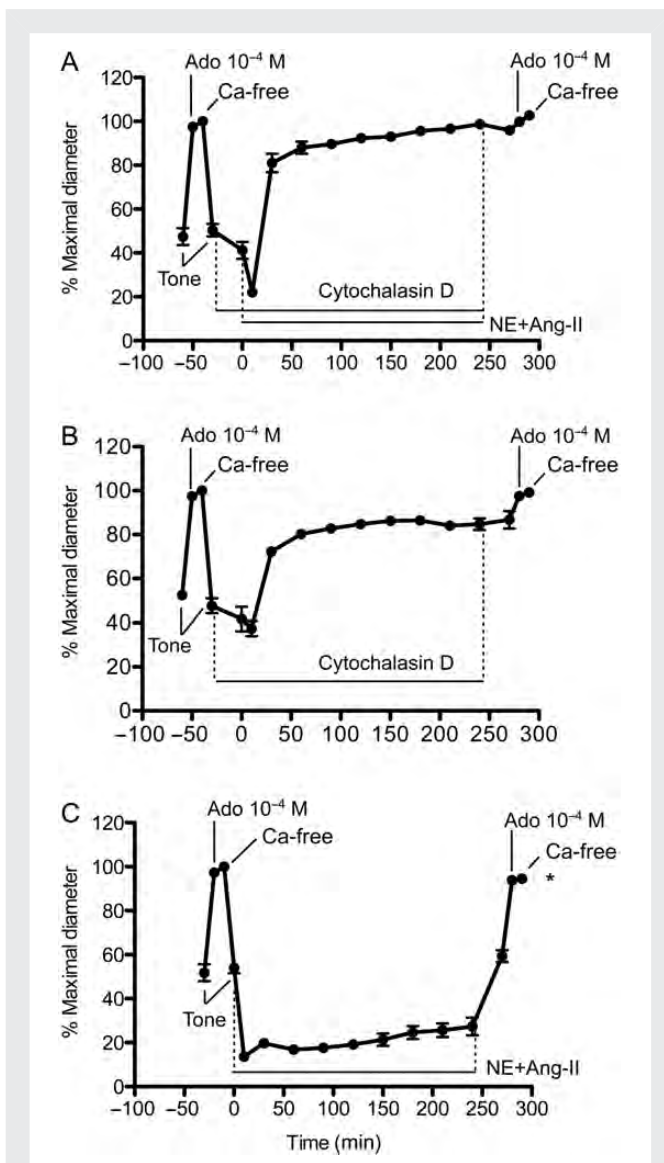 A
Ado 10⁻⁴ M
Ca-free
Ado 10⁻⁴ M
Ca-free
% Maximal diameter
120
100
80
60
40
20
0
Tone
Cytochalasin D
NE+Ang-II
−100 −50 0 50 100 150 200 250 300
B
Ado 10⁻⁴ M
Ca-free
Ado 10⁻⁴ M
Ca-free
% Maximal diameter
120
100
80
60
40
20
0
Tone
Cytochalasin D
−100 −50 0 50 100 150 200 250 300
C
Ado 10⁻⁴ M
Ca-free
Ado 10⁻⁴ M
Ca-free
*
% Maximal diameter
120
100
80
60
40
20
0
Tone
NE+Ang-II
−100 −50 0 50 100 150 200 250 300
Time (min)